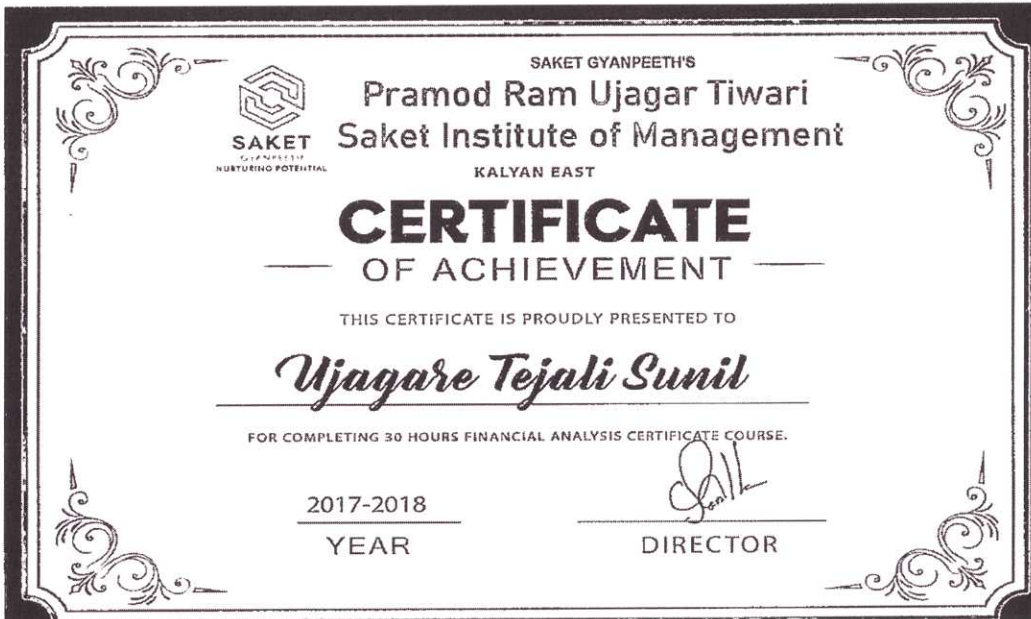 SAKET GYANPEETH'S
Pramod Ram Ujagar Tiwari
Saket Institute of Management
KALYAN EAST
SAKET
GYANPEETH
NURTURING POTENTIAL
CERTIFICATE
OF ACHIEVEMENT
THIS CERTIFICATE IS PROUDLY PRESENTED TO
Ujagare Tejali Sunil
FOR COMPLETING 30 HOURS FINANCIAL ANALYSIS CERTIFICATE COURSE.
2017-2018
YEAR
DIRECTOR